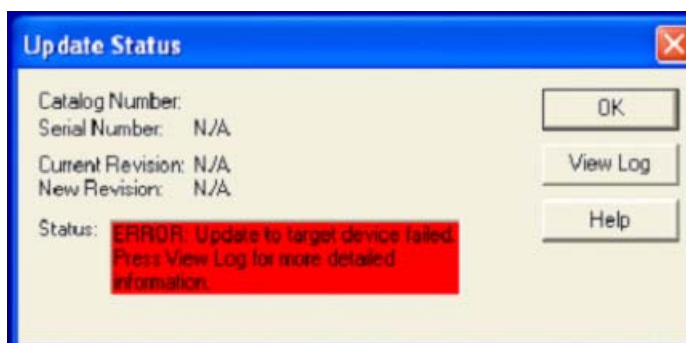 Update Status
Catalog Number:
Serial Number: N/A
Current Revision: N/A
New Revision: N/A
Status: ERROR: Update to target device failed.
Press View Log for more detailed
information.
OK
View Log
Help